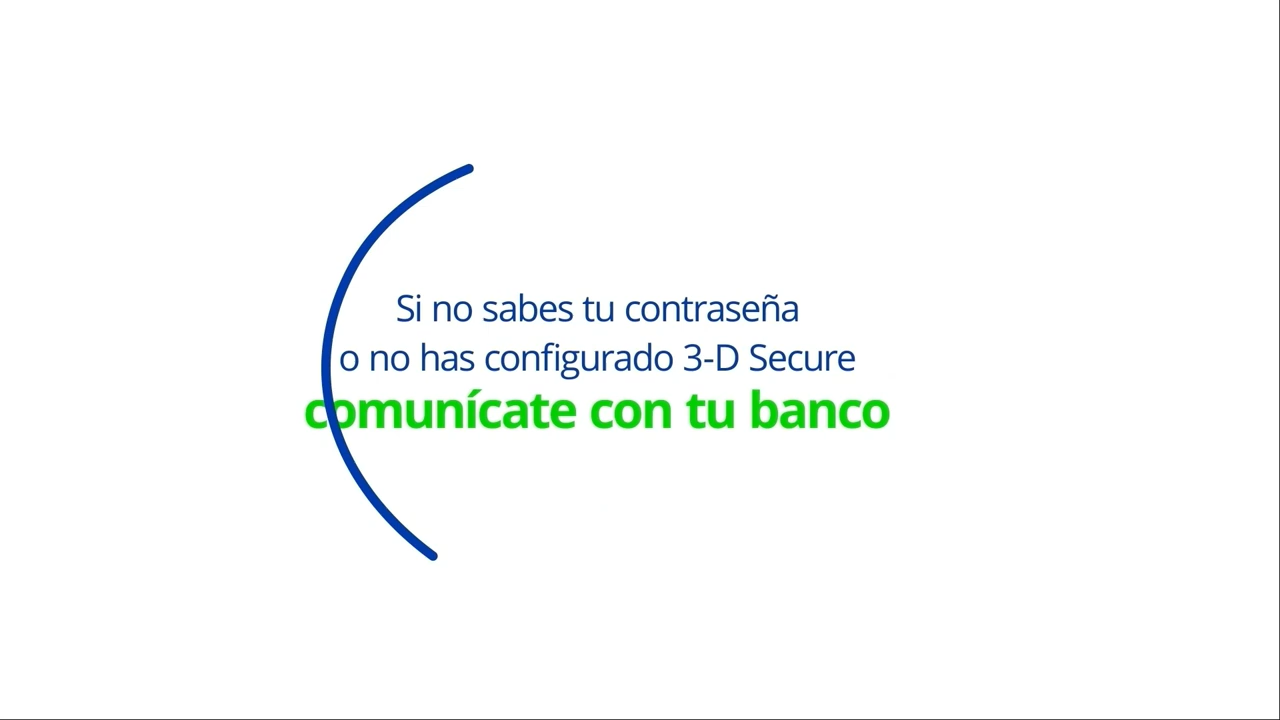 Si no sabes tu contraseña
o no has configurado 3-D Secure
comunícate con tu banco